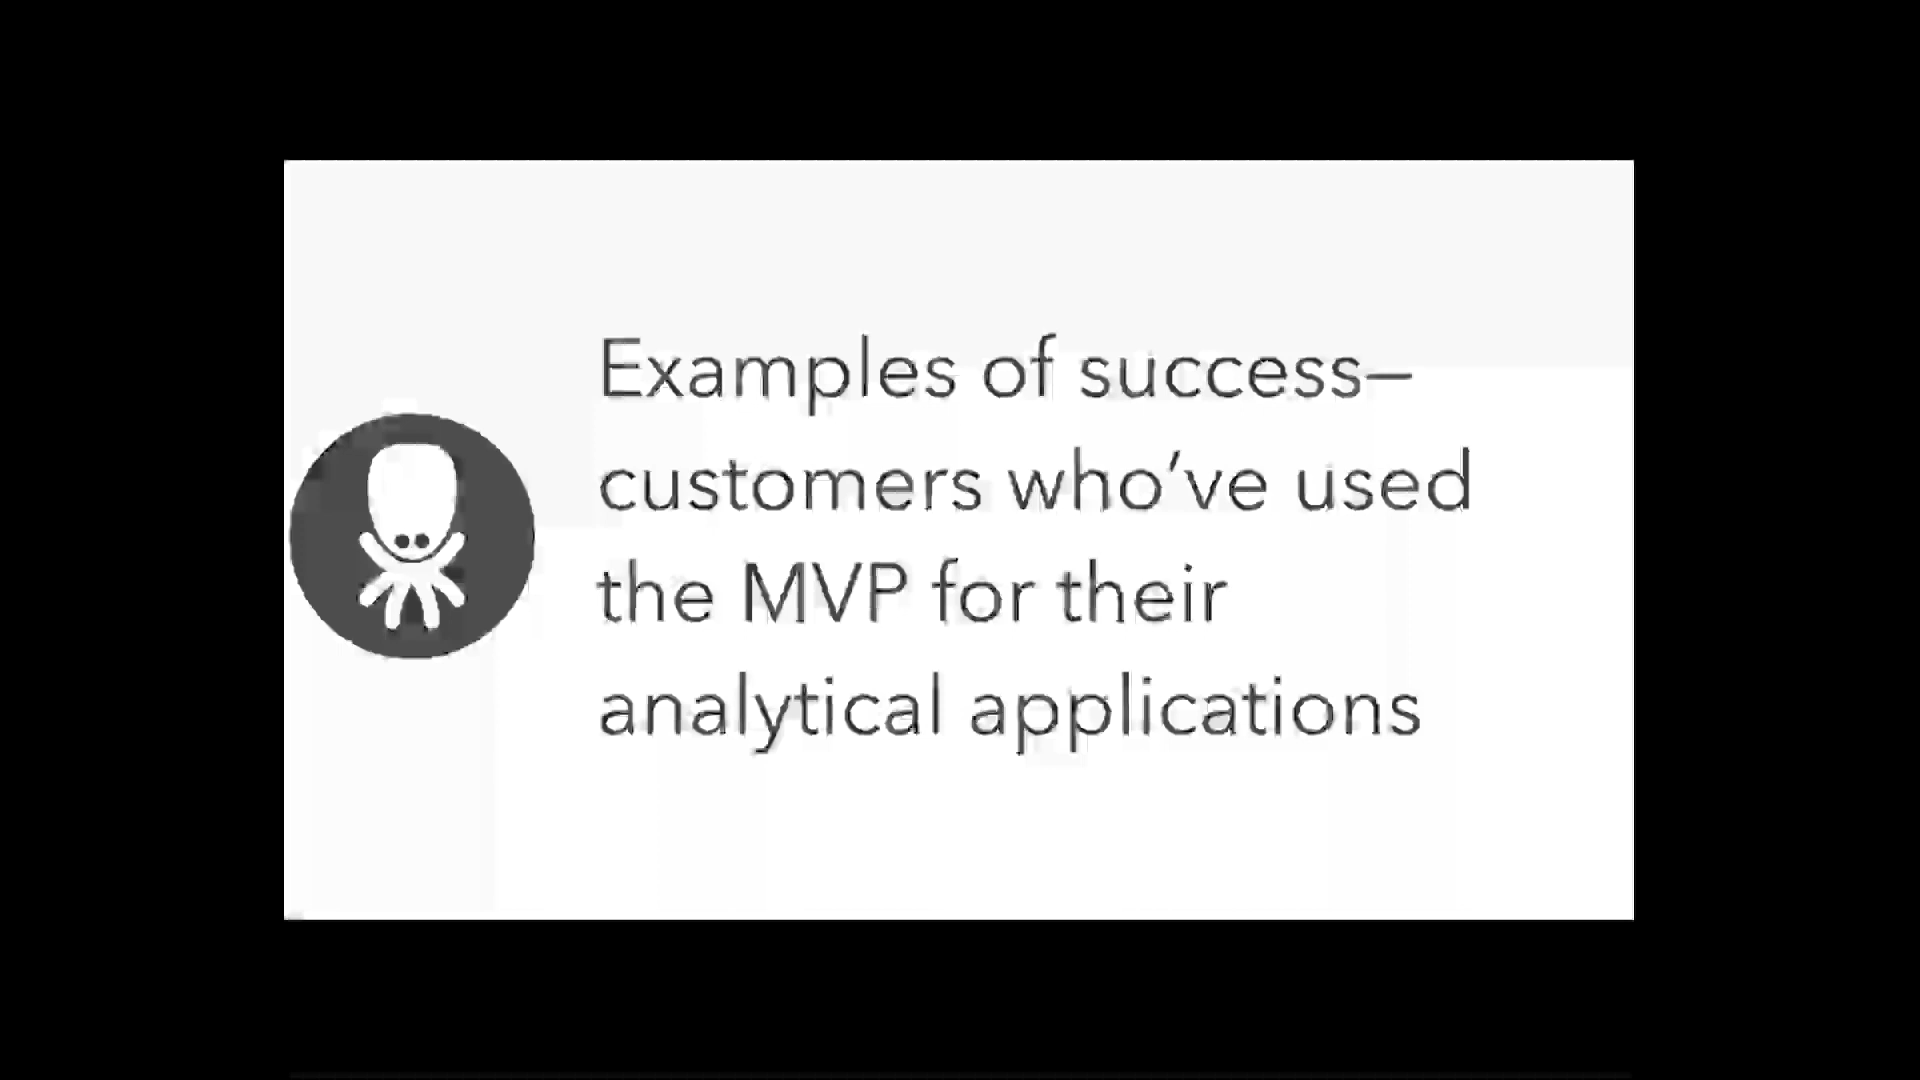 Examples of success–
customers who’ve used
the MVP for their
analytical applications